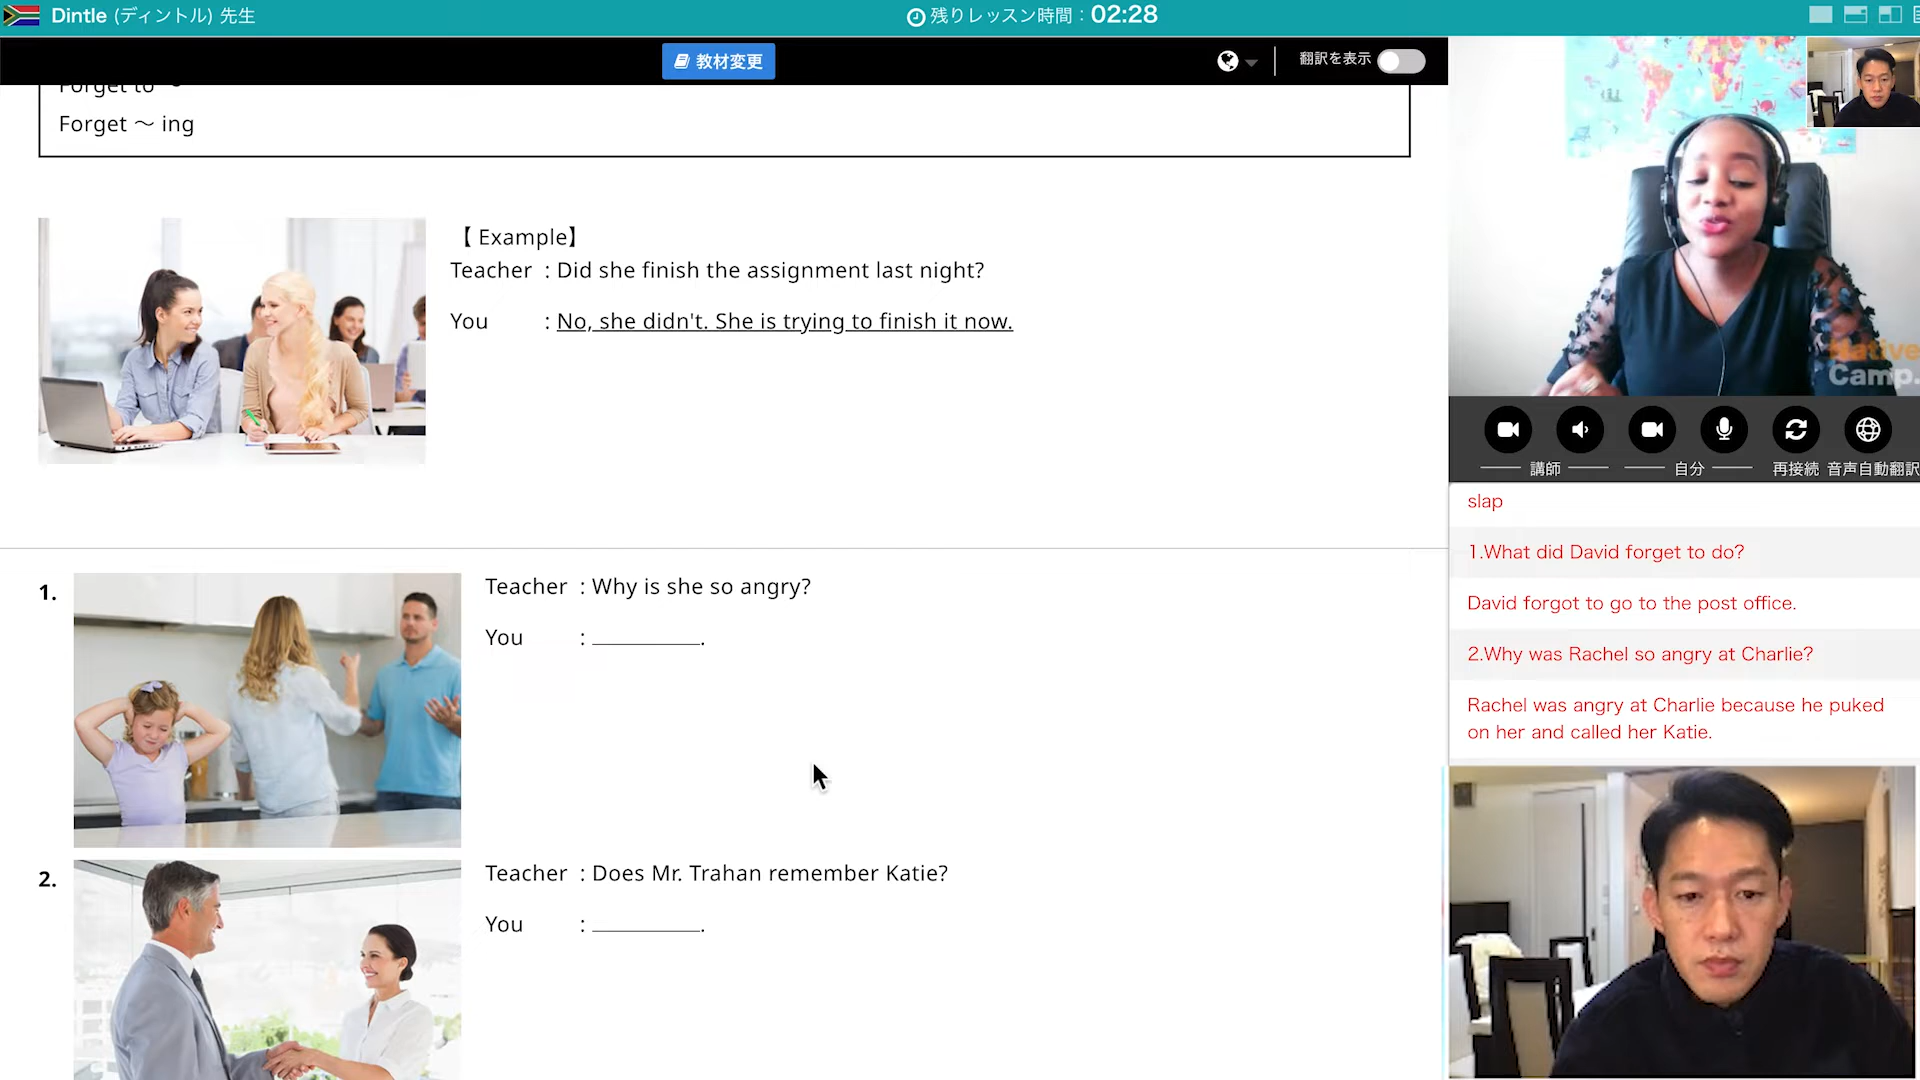 Dintle (ディントル) 先生
残りレッスン時間 : 02:28
教材変更
翻訳を表示
Forget to ~
Forget ～ ing
【 Example】
Teacher : Did she finish the assignment last night?
You : No, she didn't. She is trying to finish it now.
1.
Teacher : Why is she so angry?
You : __________.
2.
Teacher : Does Mr. Trahan remember Katie?
You : __________.
Native
Camp.
講師
自分
再接続
音声自動翻訳
slap
1.What did David forget to do?
David forgot to go to the post office.
2.Why was Rachel so angry at Charlie?
Rachel was angry at Charlie because he puked
on her and called her Katie.